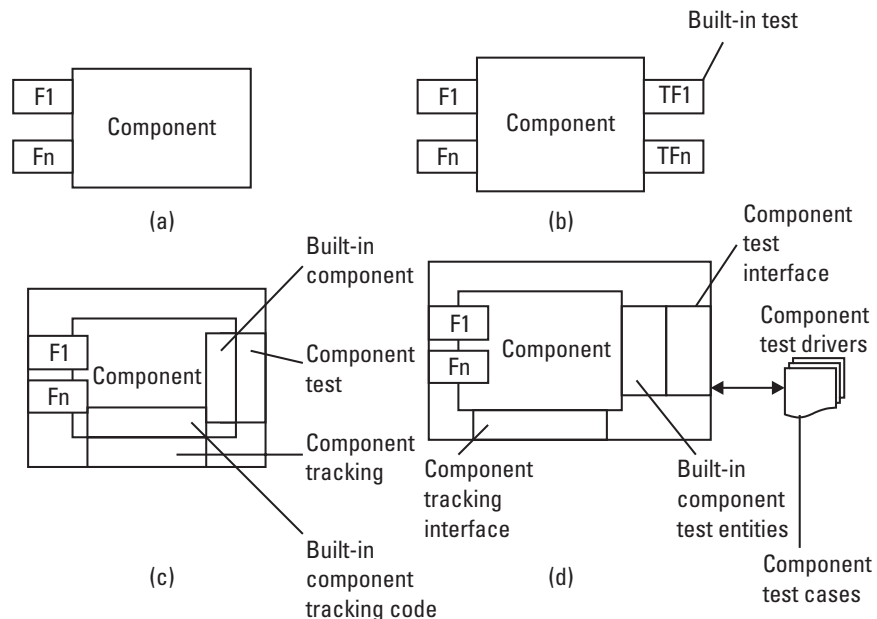 F1
Fn
Component
(a)
F1
Fn
Component
TF1
TFn
Built-in test
(b)
Built-in
component
F1
Fn
Component
Component
test
Component
tracking
Built-in
component
tracking code
(c)
Component
test
interface
F1
Fn
Component
Component
test drivers
Component
tracking
interface
Built-in
component
test entities
Component
test cases
(d)